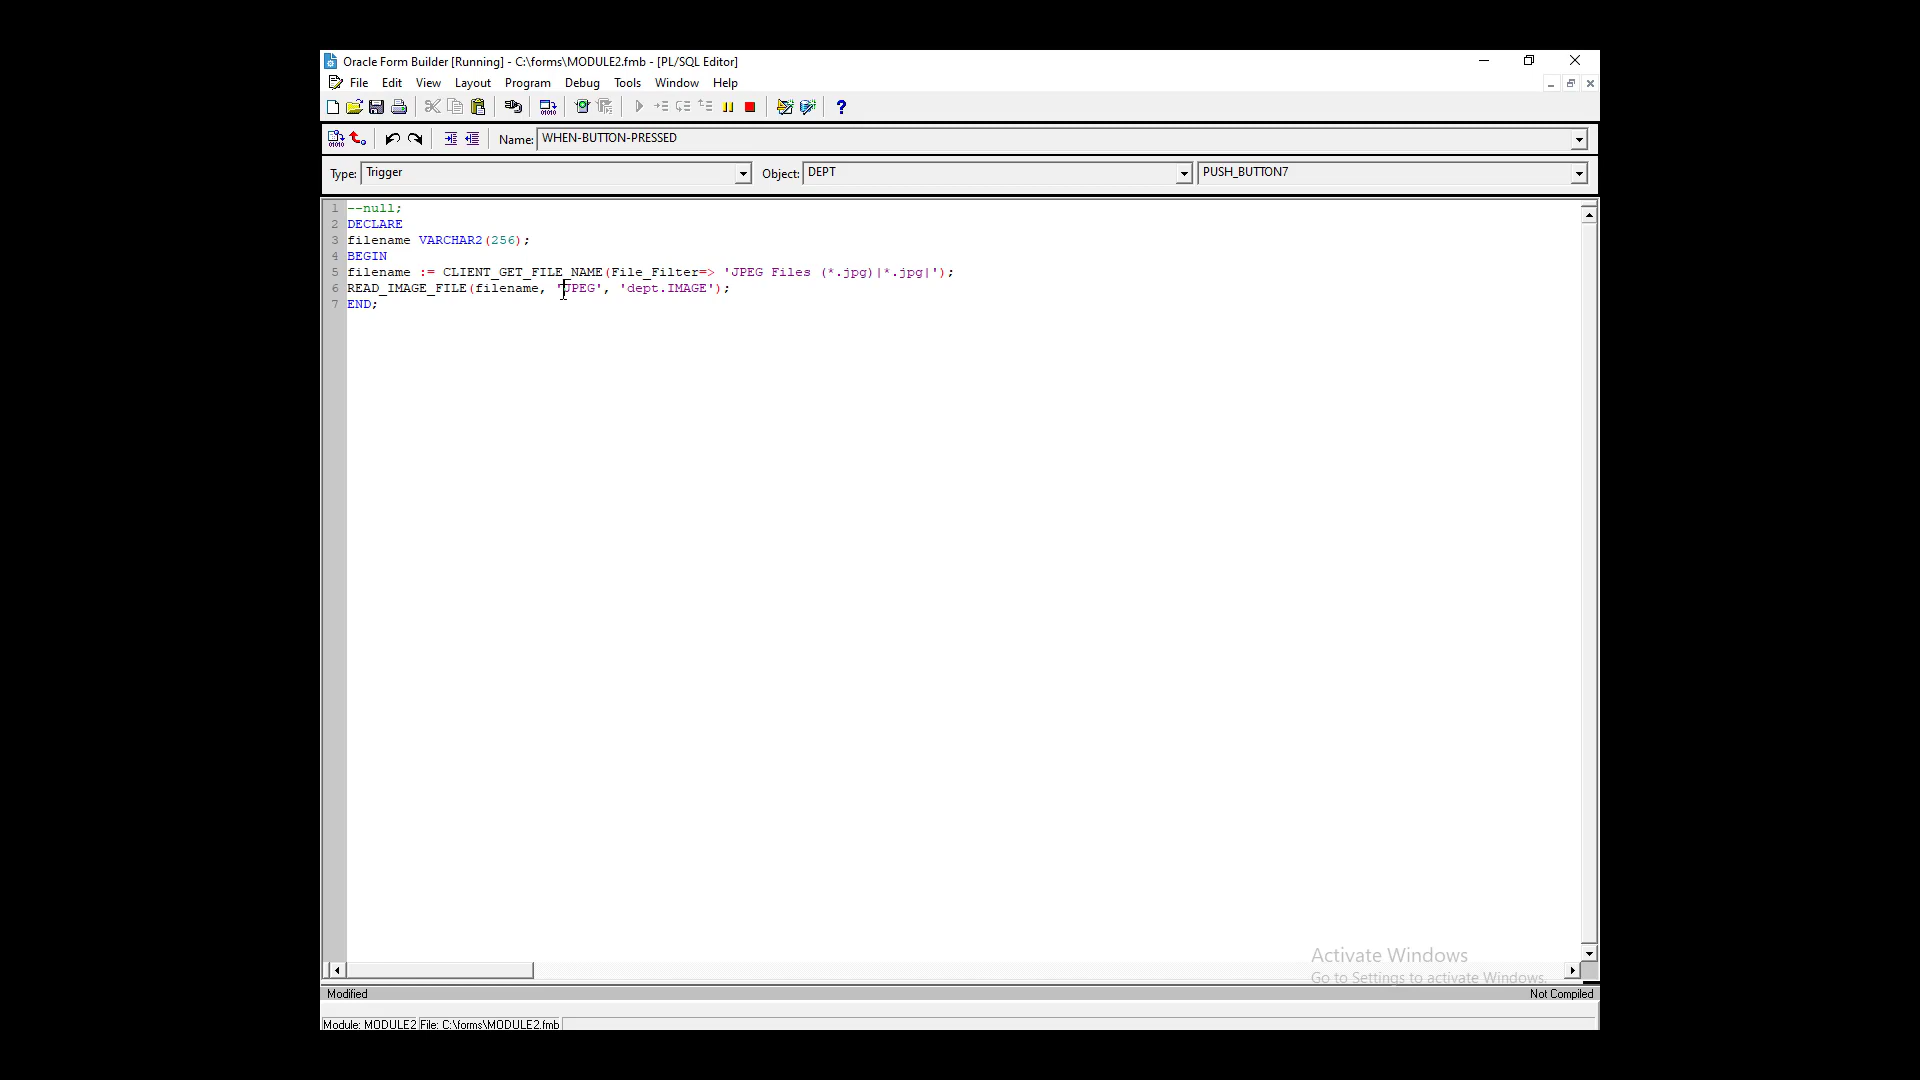 Oracle Form Builder [Running] - C:\forms\MODULE2.fmb - [PL/SQL Editor]
File Edit View Layout Program Debug Tools Window Help
Name: WHEN-BUTTON-PRESSED
Type: Trigger Object: DEPT PUSH_BUTTON7
1 --null;
2 DECLARE
3 filename VARCHAR2(256);
4 BEGIN
5 filename := CLIENT_GET_FILE_NAME(File_Filter=> 'JPEG Files (*.jpg)|*.jpg|');
6 READ_IMAGE_FILE(filename, 'JPEG', 'dept.IMAGE');
7 END;
Activate Windows
Go to Settings to activate Windows.
Modified Not Compiled
Module: MODULE2 File: C:\forms\MODULE2.fmb